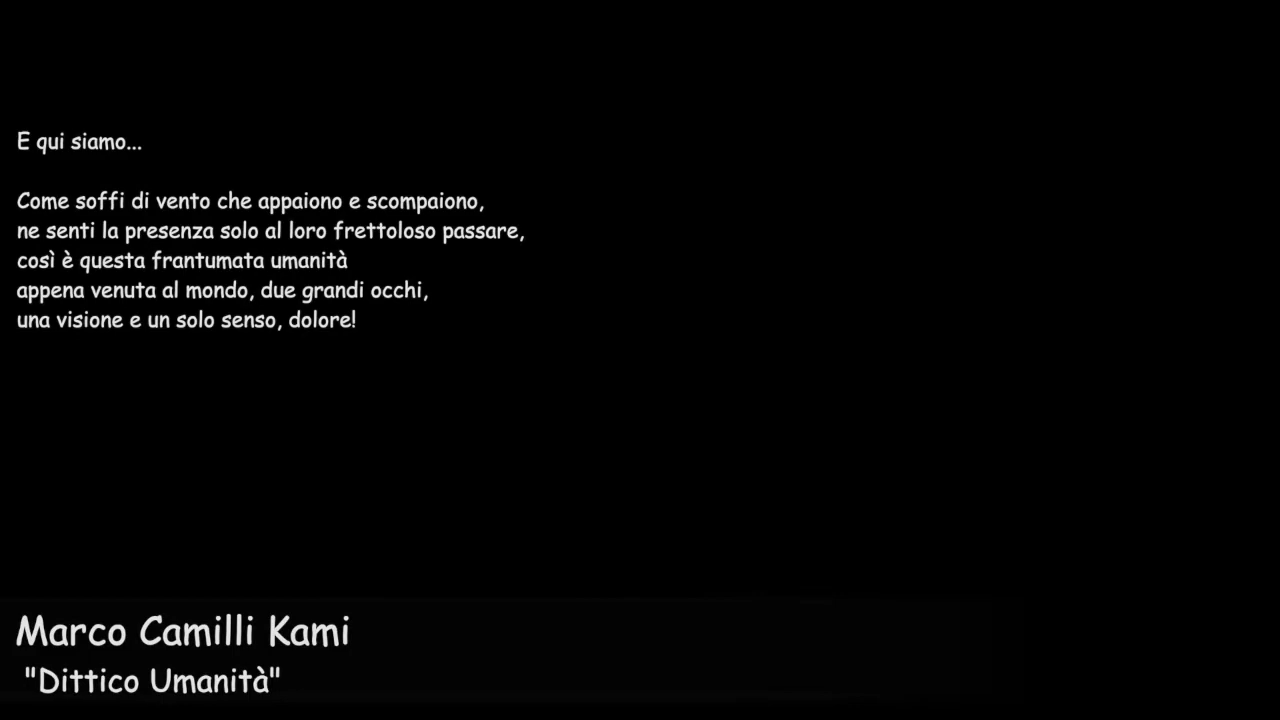 E qui siamo...
Come soffi di vento che appaiono e scompaiono,
ne senti la presenza solo al loro frettoloso passare,
così è questa frantumata umanità
appena venuta al mondo, due grandi occhi,
una visione e un solo senso, dolore!
Marco Camilli Kami
"Dittico Umanità"